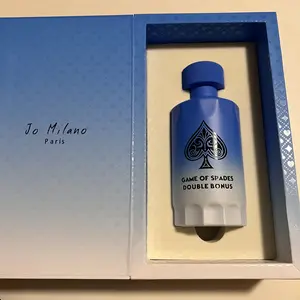 Jo Milano
Paris
GAME OF SPADES
DOUBLE BONUS